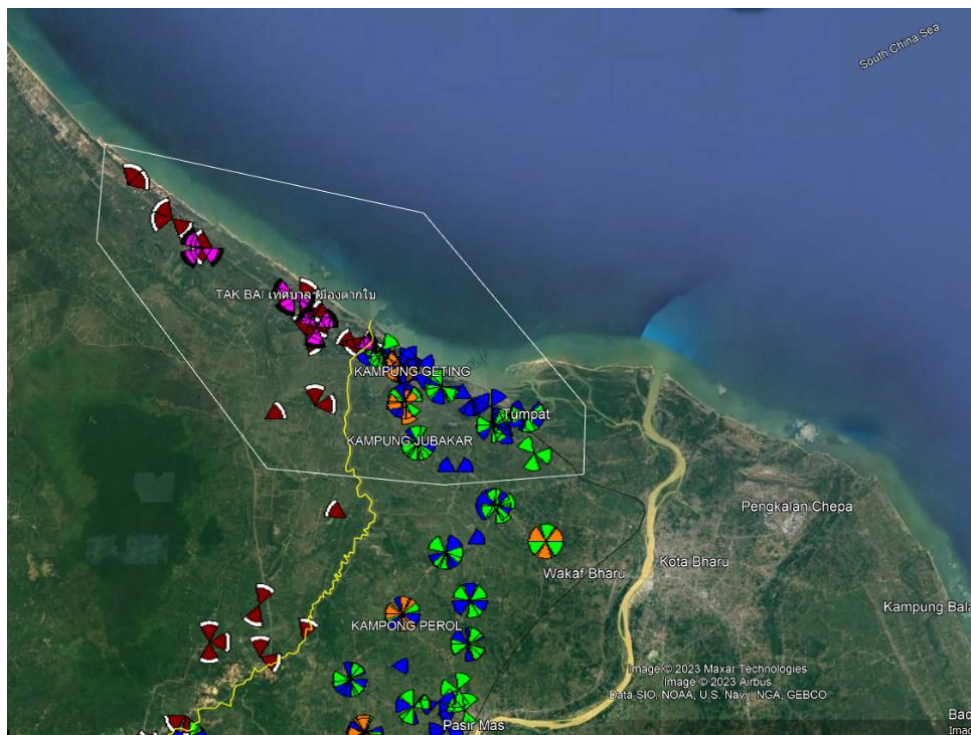 South China Sea
TAK BAI เทศบาลเมืองตากใบ
KAMPUNG GETING
Tumpat
KAMPUNG JUBAKAR
Pengkalan Chepa
Kota Bharu
Wakaf Bharu
Kampung Bala
KAMPONG PEROL
Image © 2023 Maxar Technologies
Image © 2023 Airbus
Data SIO, NOAA, U.S. Navy, NGA, GEBCO
Pasir Mas
Bac
Imag